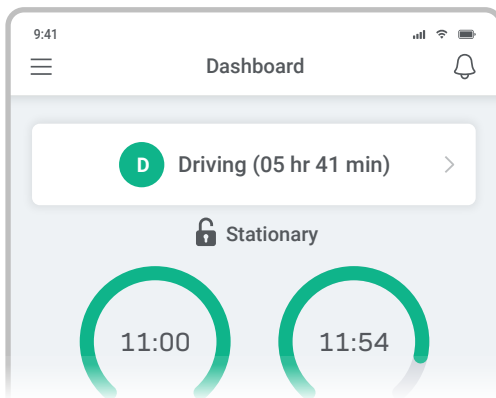 9:41
Dashboard
D Driving (05 hr 41 min)
Stationary
11:00 11:54